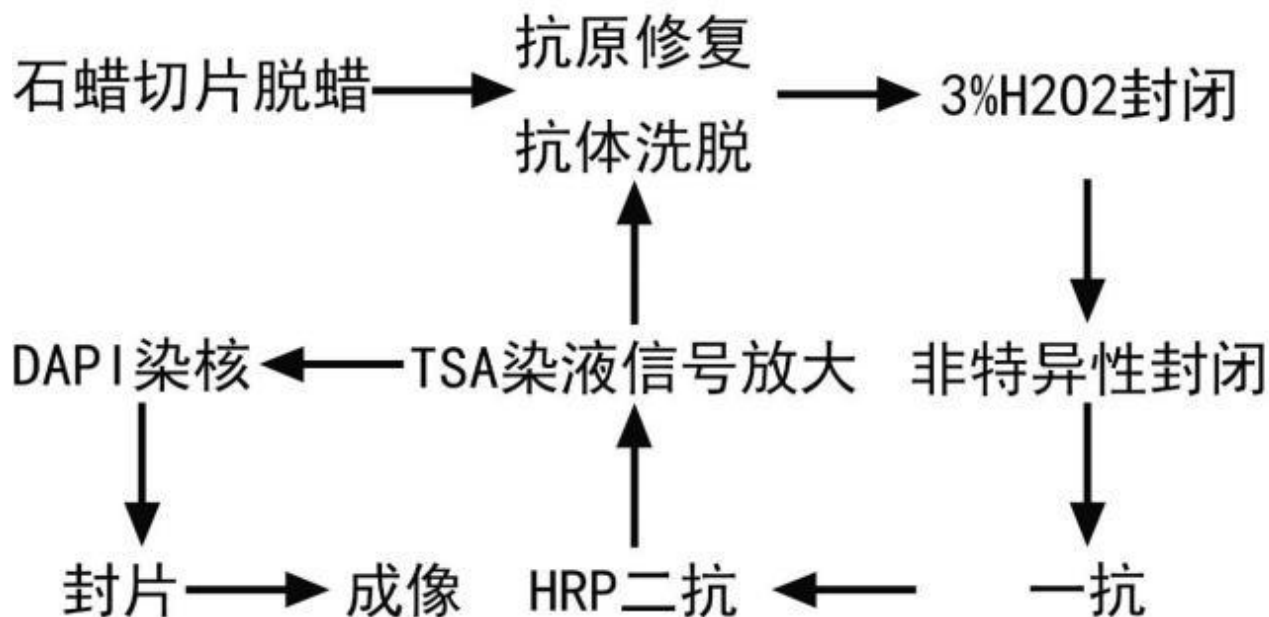 石蜡切片脱蜡
抗原修复
抗体洗脱
3%H2O2封闭
DAPI染核
TSA染液信号放大
非特异性封闭
封片
成像
HRP二抗
一抗